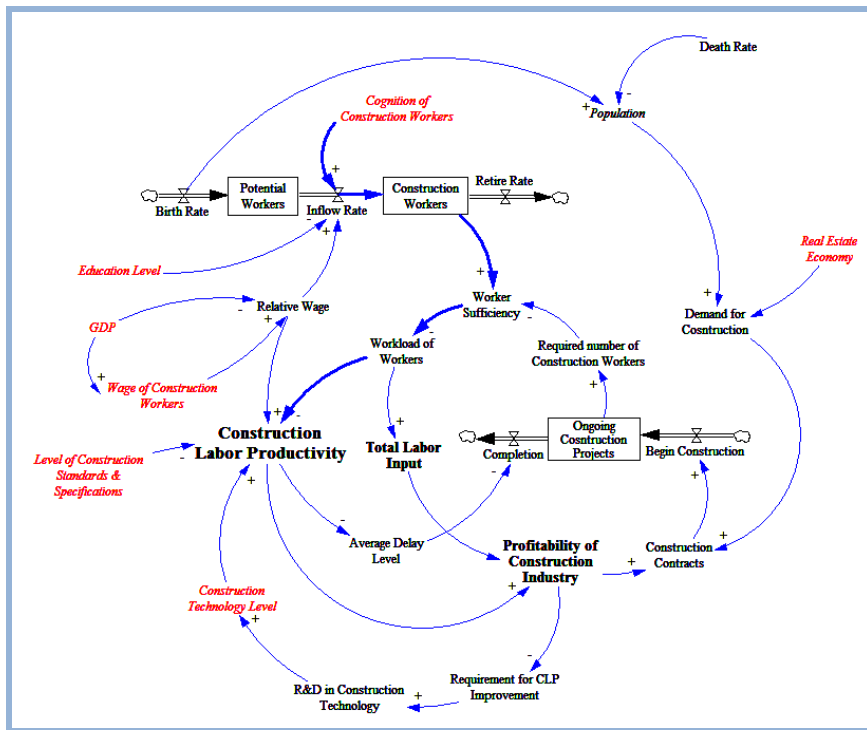 Death Rate
Cognition of
Construction Workers
+
-
+
Population
+
Potential
Workers
Construction
Workers
Retire Rate
Birth Rate
Inflow Rate
-
+
Real Estate
Economy
Education Level
+
Worker
Sufficiency
-
+
Demand for
Cosntruction
GDP
-
Relative Wage
+
-
Workload of
Workers
Required number of
Construction Workers
+
Wage of Construction
Workers
+
+
-
Construction
Labor Productivity
+
Total Labor
Input
Ongoing
Cosntruction
Projects
Completion
Begin Construction
Level of Construction
Standards &
Specifications
-
+
-
+
-
Average Delay
Level
Profitability of
Construction
Industry
+
+
+
Construction
Contracts
Construction
Technology Level
+
+
-
R&D in Construction
Technology
+
Requirement for CLP
Improvement